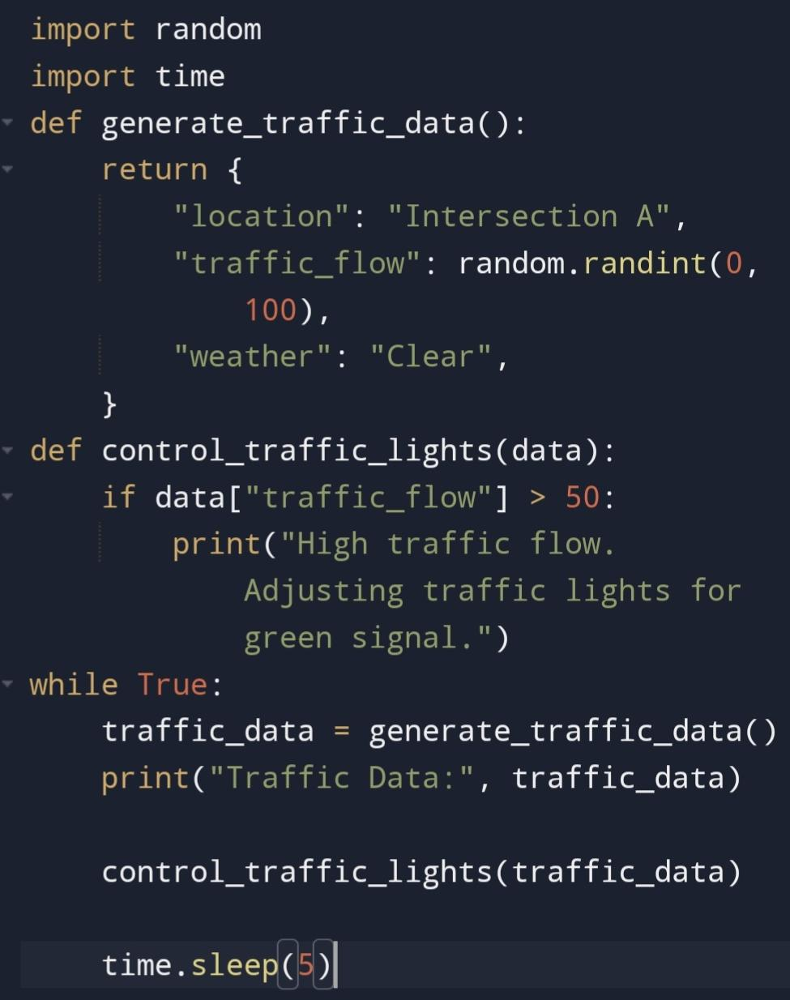 import random
import time
def generate_traffic_data():
    return {
        "location": "Intersection A",
        "traffic_flow": random.randint(0,
            100),
        "weather": "Clear",
    }
def control_traffic_lights(data):
    if data["traffic_flow"] > 50:
        print("High traffic flow.
            Adjusting traffic lights for
            green signal.")
while True:
    traffic_data = generate_traffic_data()
    print("Traffic Data:", traffic_data)

    control_traffic_lights(traffic_data)

    time.sleep(5)